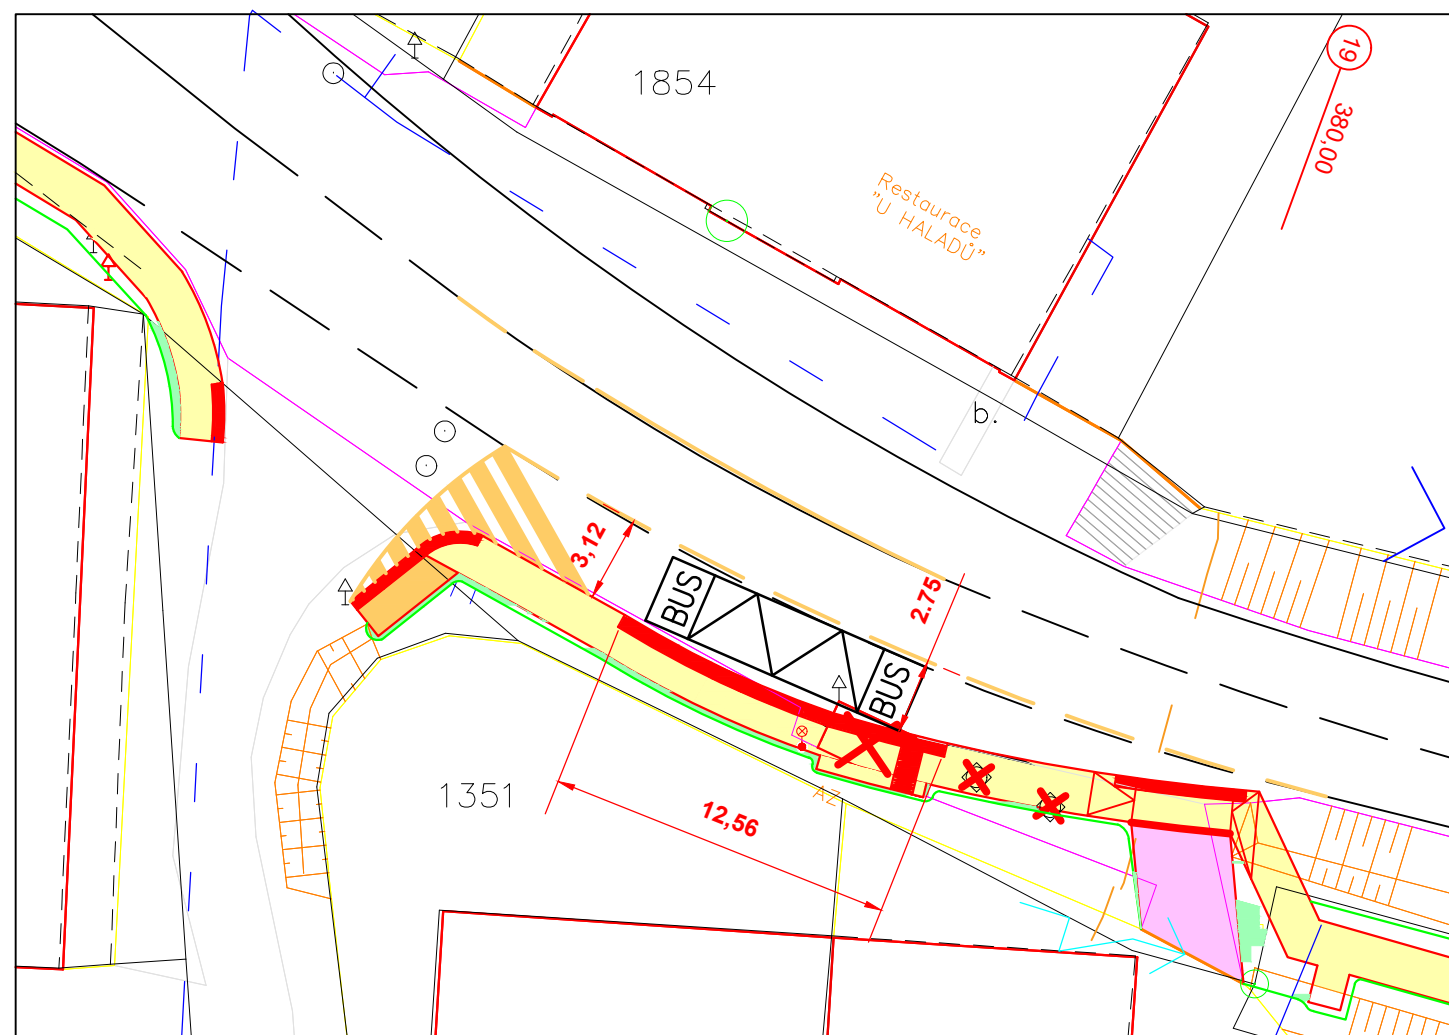 19
380,00
1854
Restaurace
"U HALADŮ"
b.
3,12
BUS
2.75
BUS
1351
AZ
12,56